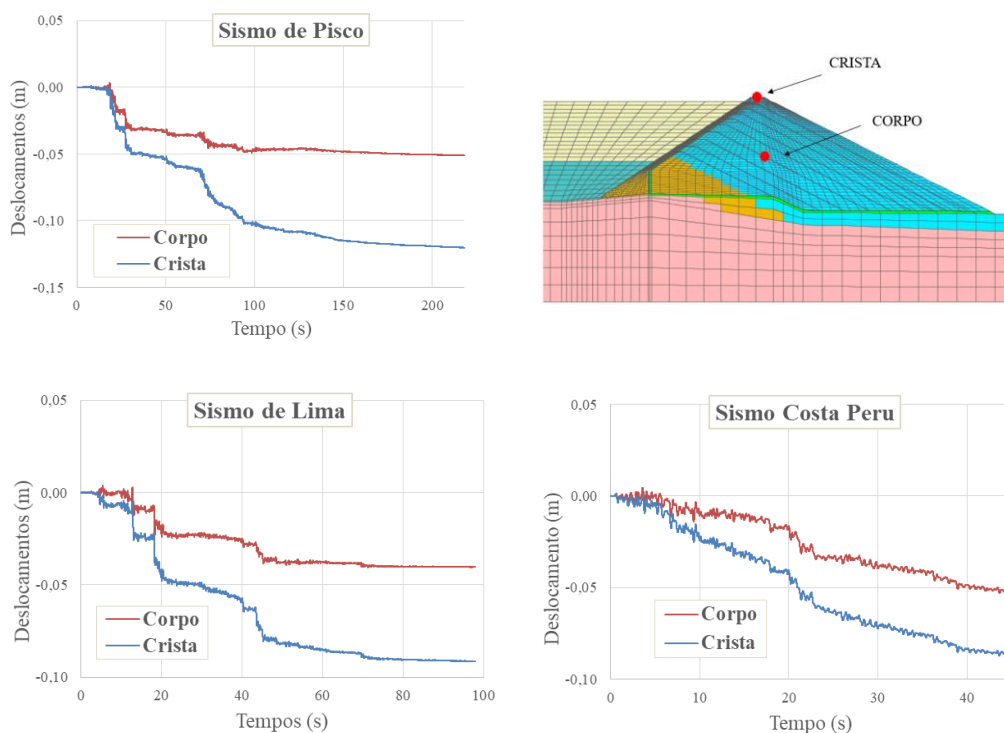 Sismo de Pisco
Deslocamentos (m)
0,05
0,00
-0,05
-0,10
-0,15
Corpo
Crista
0
50
100
150
200
Tempo (s)
CRISTA
CORPO
Sismo de Lima
Deslocamentos (m)
0,05
0,00
-0,05
-0,10
Corpo
Crista
0
20
40
60
80
100
Tempos (s)
Sismo Costa Peru
Deslocamento (m)
0,05
0,00
-0,05
-0,10
Corpo
Crista
0
10
20
30
40
Tempo (s)